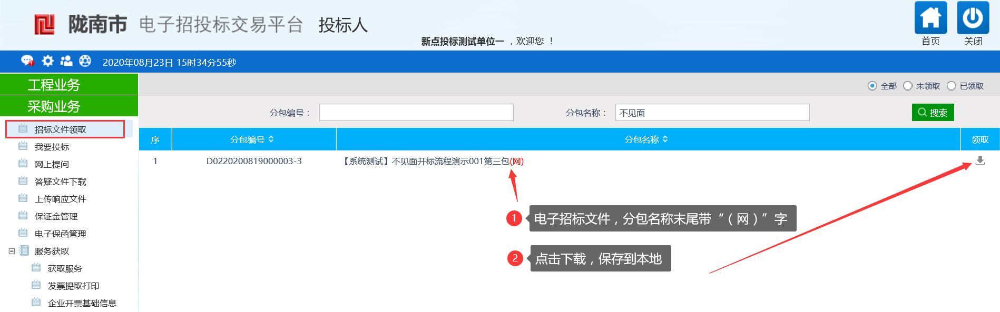 陇南市 电子招投标交易平台 投标人
新点投标测试单位一 ，欢迎您 ！
首页 关闭
2020年08月23日 15时34分55秒
工程业务
全部 未领取 已领取
采购业务
分包编号： 分包名称： 不见面 搜索
招标文件领取
序 分包编号 分包名称 领取
我要投标
1 D0220200819000003-3 【系统测试】不见面开标流程演示001第三包(网)
网上提问
答疑文件下载
上传响应文件
保证金管理
1 电子招标文件，分包名称末尾带“（网）”字
电子保函管理
服务获取
2 点击下载，保存到本地
获取服务
发票提取打印
企业开票基础信息